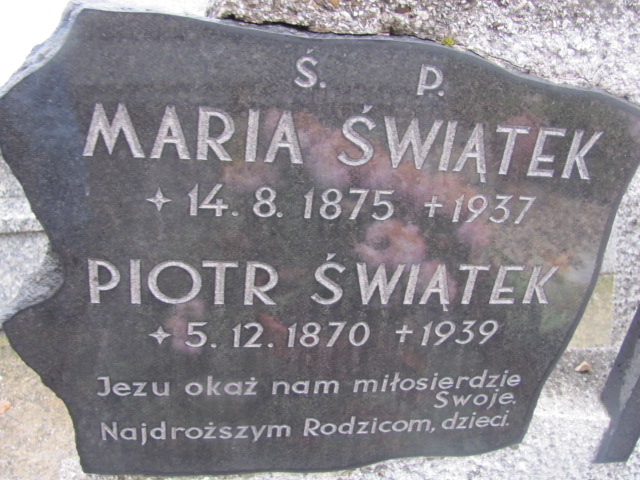 Ś. P.
MARIA ŚWIĄTEK
✦ 14. 8. 1875 + 1937
PIOTR ŚWIĄTEK
✦ 5. 12. 1870 + 1939
Jezu okaż nam miłosierdzie
Swoje.
Najdroższym Rodzicom, dzieci.